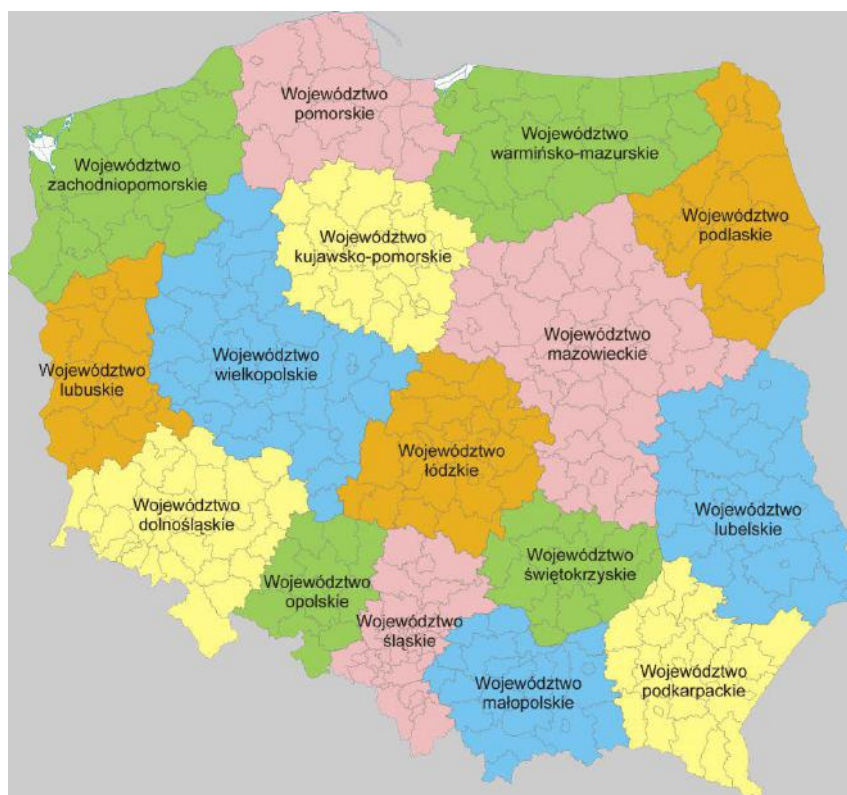 Województwo
pomorskie
Województwo
warmińsko-mazurskie
Województwo
zachodniopomorskie
Województwo
podlaskie
Województwo
kujawsko-pomorskie
Województwo
mazowieckie
Województwo
wielkopolskie
Województwo
lubuskie
Województwo
łódzkie
Województwo
dolnośląskie
Województwo
lubelskie
Województwo
świętokrzyskie
Województwo
opolskie
Województwo
śląskie
Województwo
podkarpackie
Województwo
małopolskie